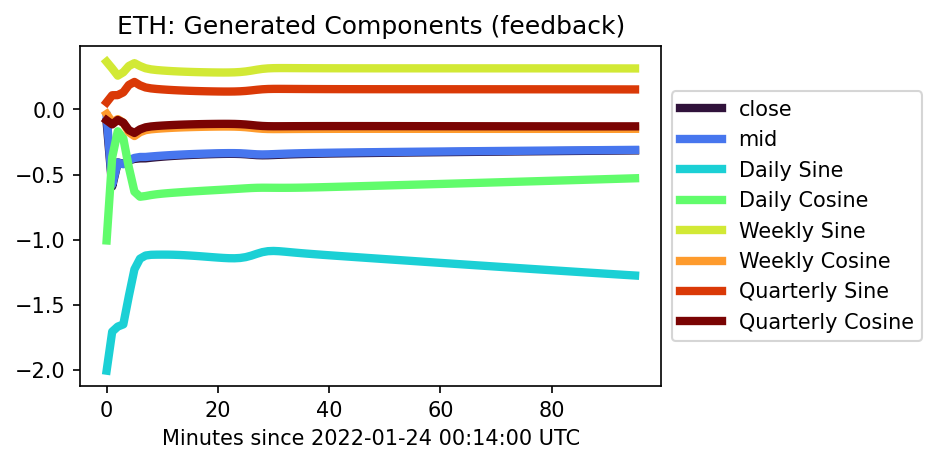 ETH: Generated Components (feedback)
0.0
−0.5
−1.0
−1.5
−2.0
0
20
40
60
80
Minutes since 2022-01-24 00:14:00 UTC
close
mid
Daily Sine
Daily Cosine
Weekly Sine
Weekly Cosine
Quarterly Sine
Quarterly Cosine